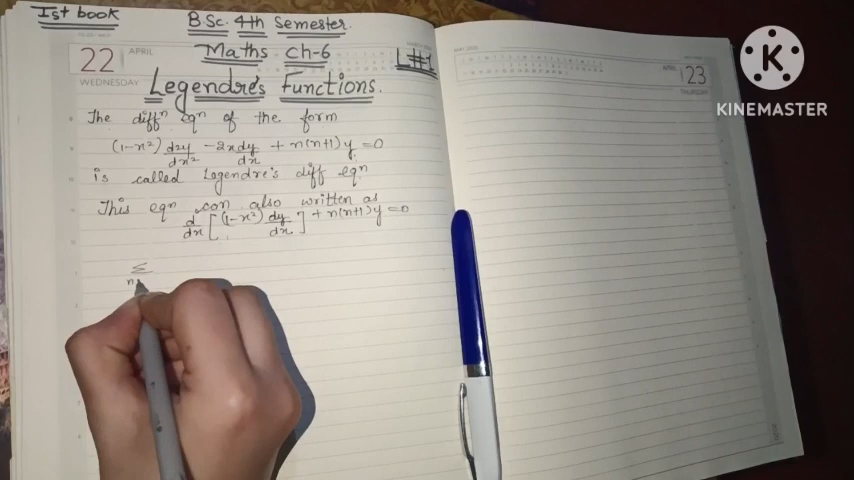 Ist book
BSc. 4th Semester
Maths Ch-6
L#1
22 APRIL
WEDNESDAY
Legendre's Functions.
The diffⁿ eqn of the form
(1-x²) d²y/dx² - 2x dy/dx + n(n+1)y = 0
is called Legendre's diff eqn
This eqn can also written as
d/dx [(1-x²) dy/dx] + n(n+1)y = 0
Σ
n
APRIL 23
THURSDAY
K
KINEMASTER